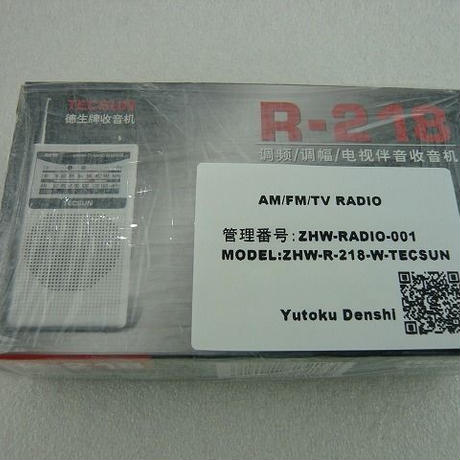 TECSUN
德生牌收音机
R-218
调频/调幅/电视伴音收音机
TECSUN
AM/FM/TV RADIO
管理番号:ZHW-RADIO-001
MODEL:ZHW-R-218-W-TECSUN
Yutoku Denshi